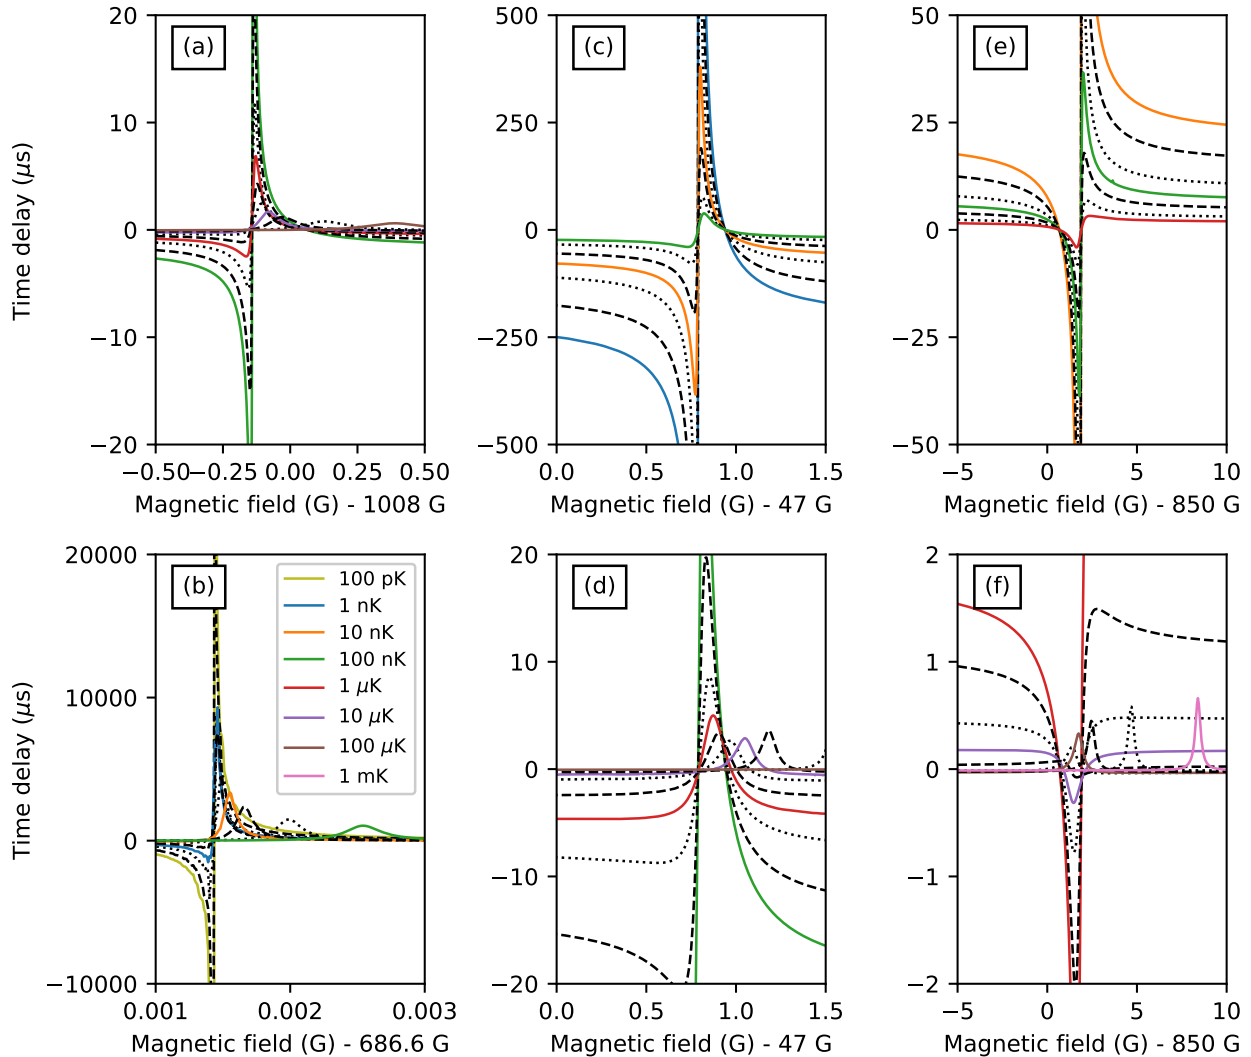 (a)
20
10
0
−10
−20
−0.50
−0.25
0.00
0.25
0.50
Time delay (μs)
Magnetic field (G) - 1008 G
(c)
500
250
0
−250
−500
0.0
0.5
1.0
1.5
Magnetic field (G) - 47 G
(e)
50
25
0
−25
−50
−5
0
5
10
Magnetic field (G) - 850 G
(b)
20000
10000
0
−10000
0.001
0.002
0.003
Time delay (μs)
Magnetic field (G) - 686.6 G
100 pK
1 nK
10 nK
100 nK
1 μK
10 μK
100 μK
1 mK
(d)
20
10
0
−10
−20
0.0
0.5
1.0
1.5
Magnetic field (G) - 47 G
(f)
2
1
0
−1
−2
−5
0
5
10
Magnetic field (G) - 850 G